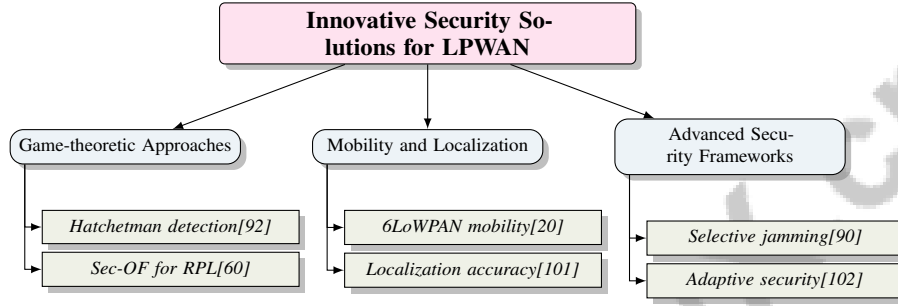 Innovative Security So-
lutions for LPWAN
Game-theoretic Approaches
Mobility and Localization
Advanced Secu-
rity Frameworks
Hatchetman detection[92]
Sec-OF for RPL[60]
6LoWPAN mobility[20]
Localization accuracy[101]
Selective jamming[90]
Adaptive security[102]